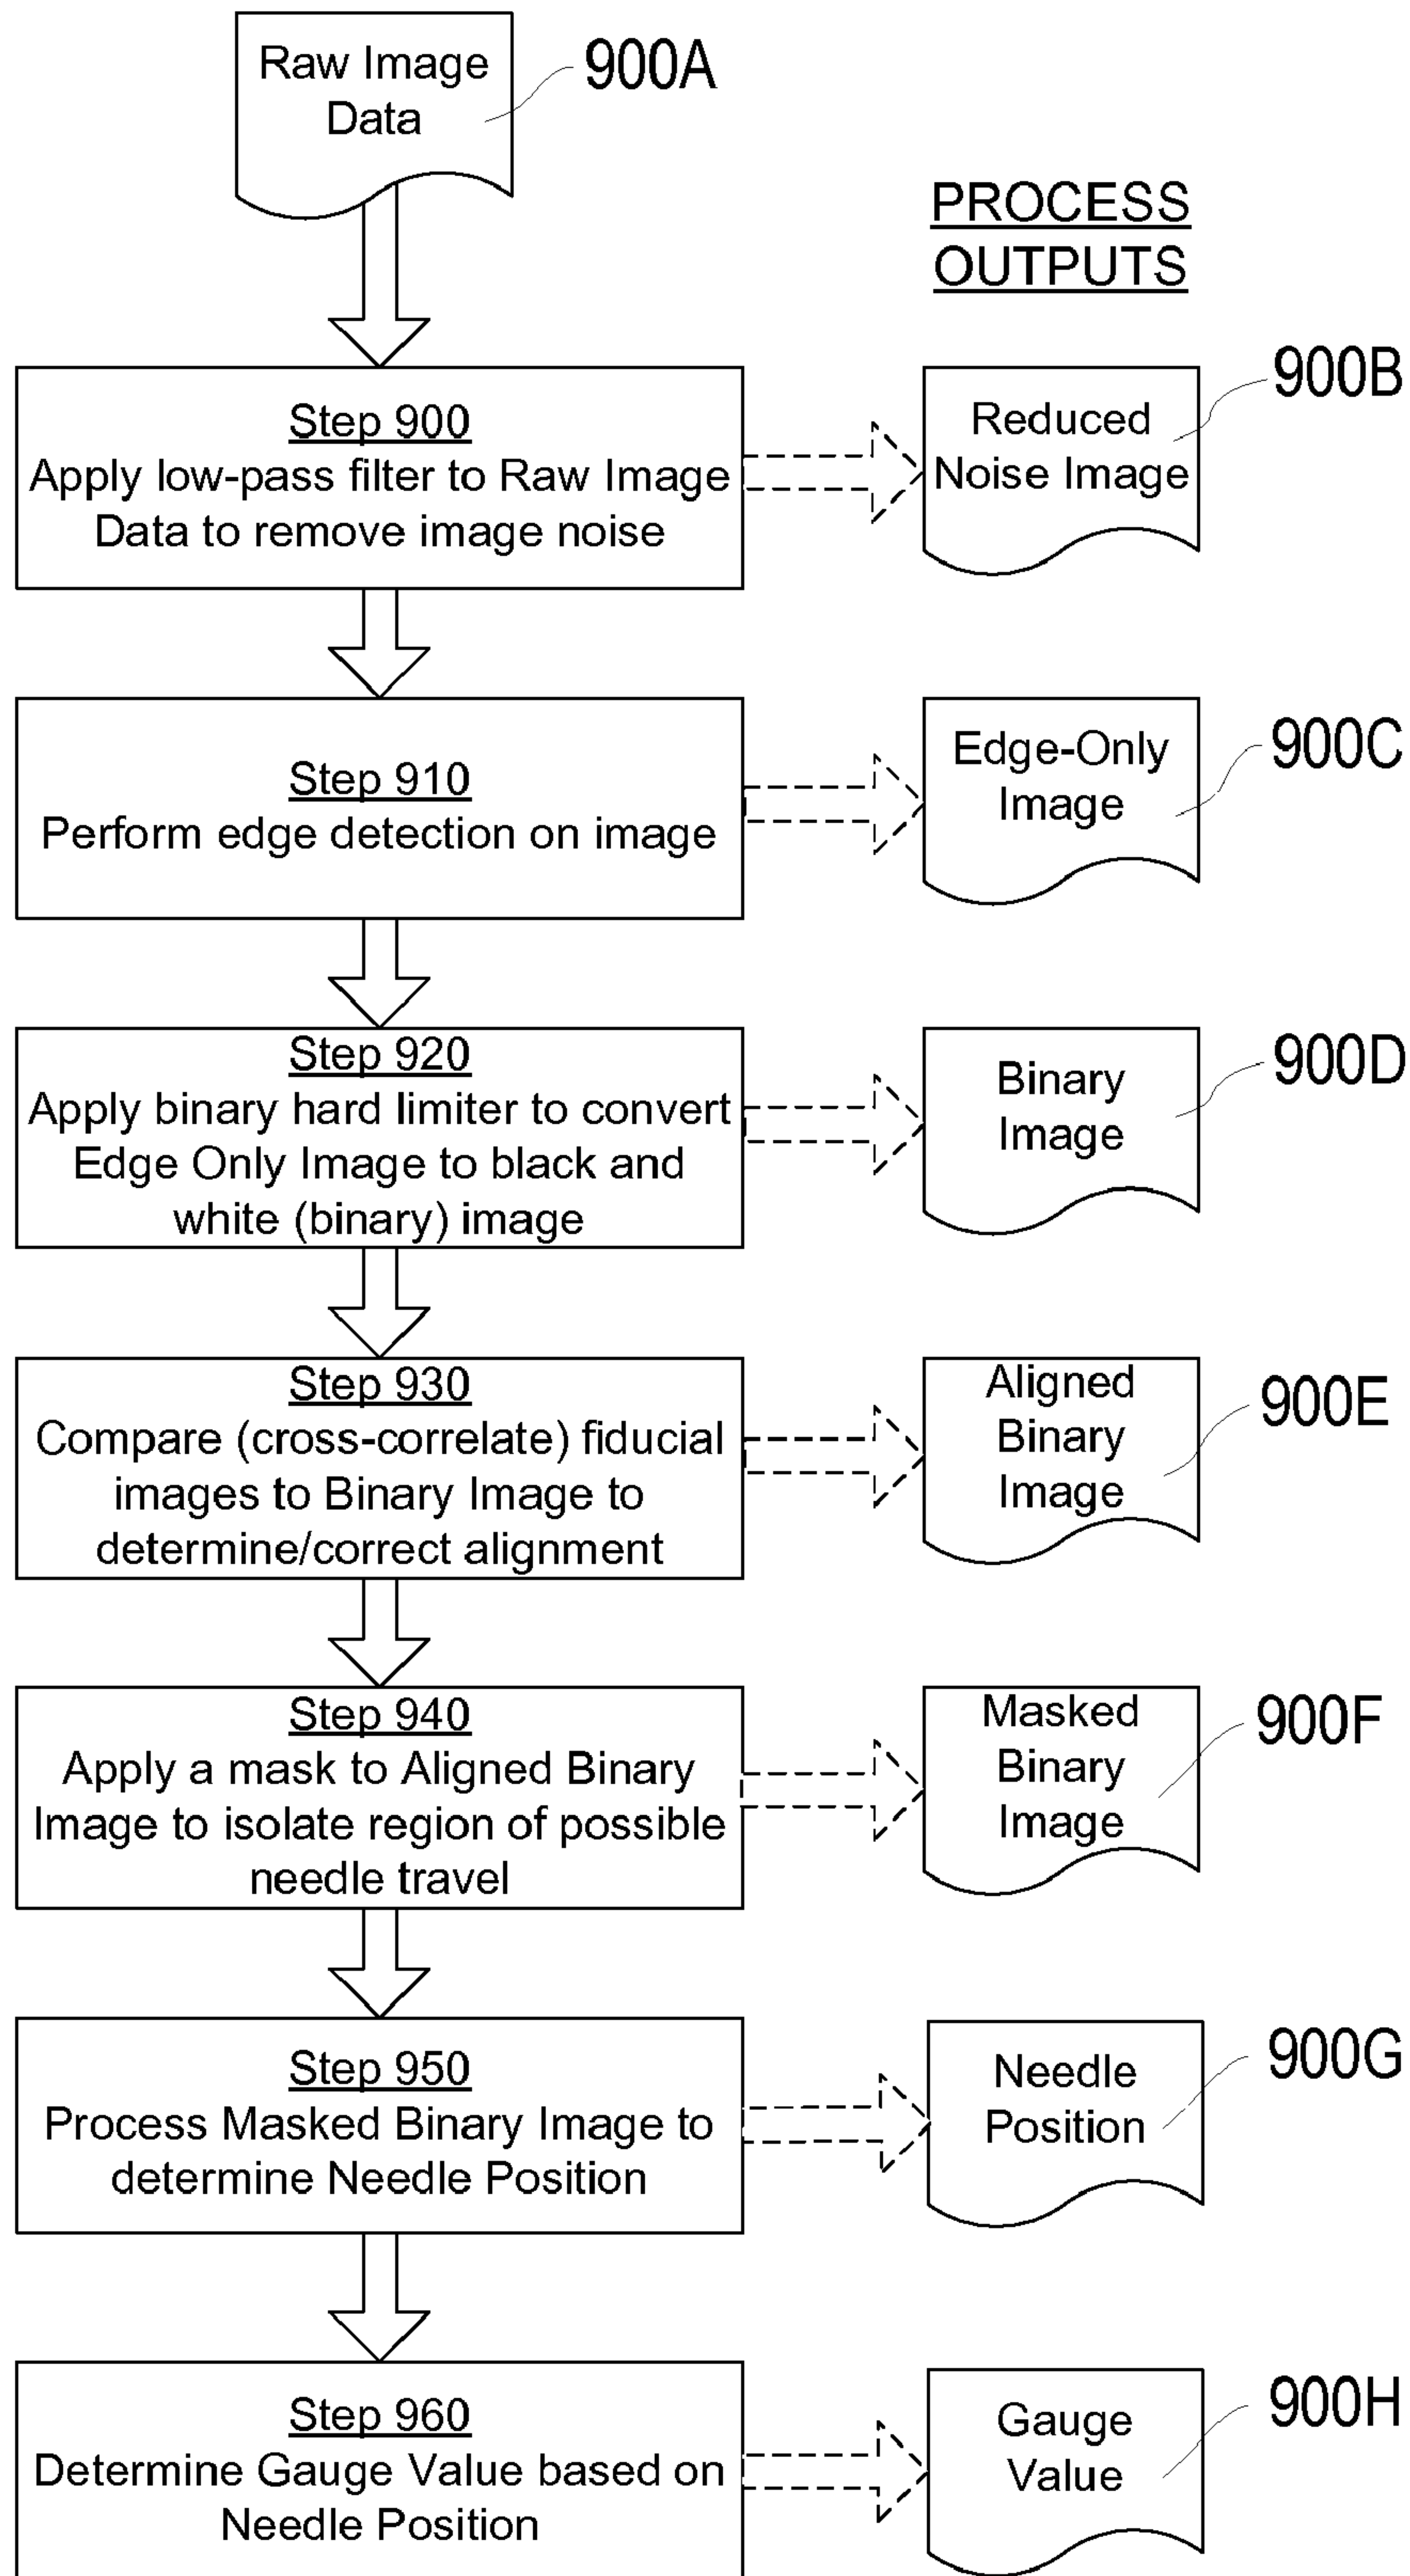 Raw Image
Data
900A
PROCESS
OUTPUTS
Step 900
Apply low-pass filter to Raw Image
Data to remove image noise
Reduced
Noise Image
900B
Step 910
Perform edge detection on image
Edge-Only
Image
900C
Step 920
Apply binary hard limiter to convert
Edge Only Image to black and
white (binary) image
Binary
Image
900D
Step 930
Compare (cross-correlate) fiducial
images to Binary Image to
determine/correct alignment
Aligned
Binary
Image
900E
Step 940
Apply a mask to Aligned Binary
Image to isolate region of possible
needle travel
Masked
Binary
Image
900F
Step 950
Process Masked Binary Image to
determine Needle Position
Needle
Position
900G
Step 960
Determine Gauge Value based on
Needle Position
Gauge
Value
900H